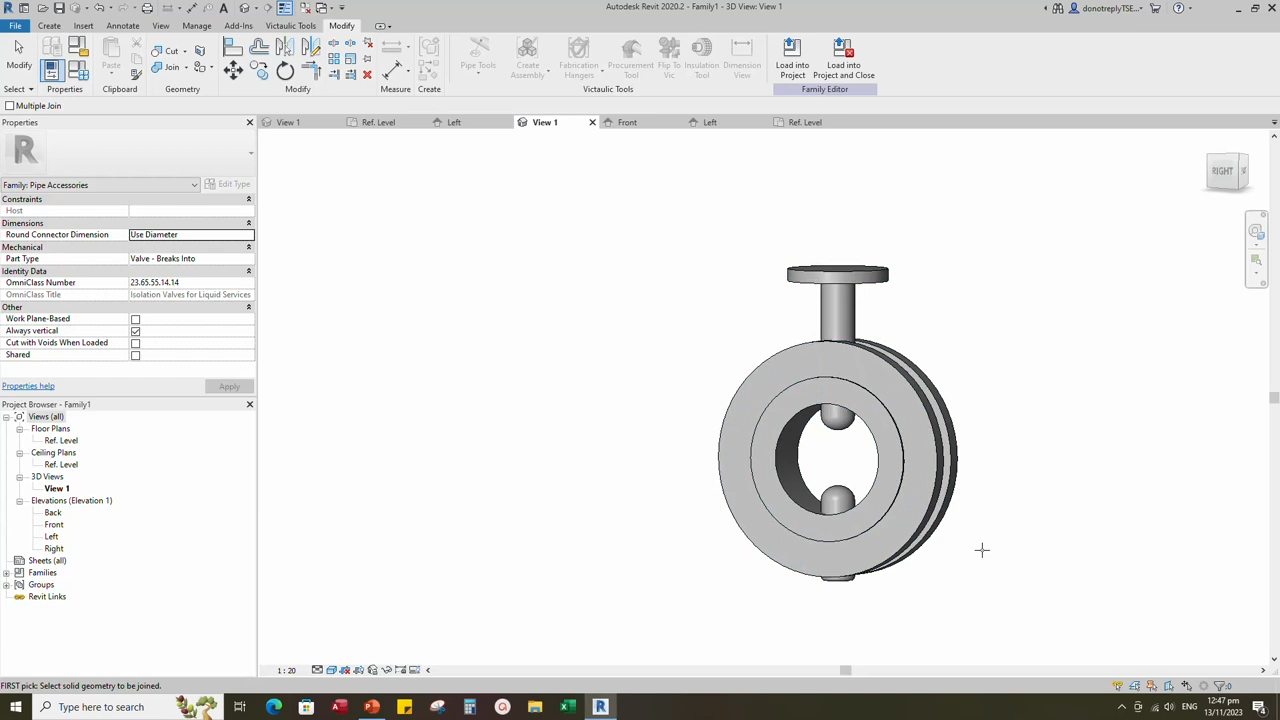 Autodesk Revit 2020.2 - Family1 - 3D View: View 1
donotreplyTSE...
File
Create
Insert
Annotate
View
Manage
Add-Ins
Victaulic Tools
Modify
Modify
Paste
Cut
Join
Pipe Tools
Create Assembly
Fabrication Hangers
Procurement Tool
Flip To Vic
Insulation Tool
Dimension View
Load into Project
Load into Project and Close
Select
Properties
Clipboard
Geometry
Modify
Measure
Create
Victaulic Tools
Family Editor
Multiple Join
Properties
View 1
Ref. Level
Left
View 1
Front
Left
Ref. Level
RIGHT
Family: Pipe Accessories
Edit Type
Constraints
Host
Dimensions
Round Connector Dimension Use Diameter
Mechanical
Part Type Valve - Breaks Into
Identity Data
OmniClass Number 23.65.55.14.14
OmniClass Title Isolation Valves for Liquid Services
Other
Work Plane-Based
Always vertical
Cut with Voids When Loaded
Shared
Properties help
Apply
Project Browser - Family1
Views (all)
Floor Plans
Ref. Level
Ceiling Plans
Ref. Level
3D Views
View 1
Elevations (Elevation 1)
Back
Front
Left
Right
Sheets (all)
Families
Groups
Revit Links
1 : 20
FIRST pick: Select solid geometry to be joined.
:0
Type here to search
12:47 pm
13/11/2023